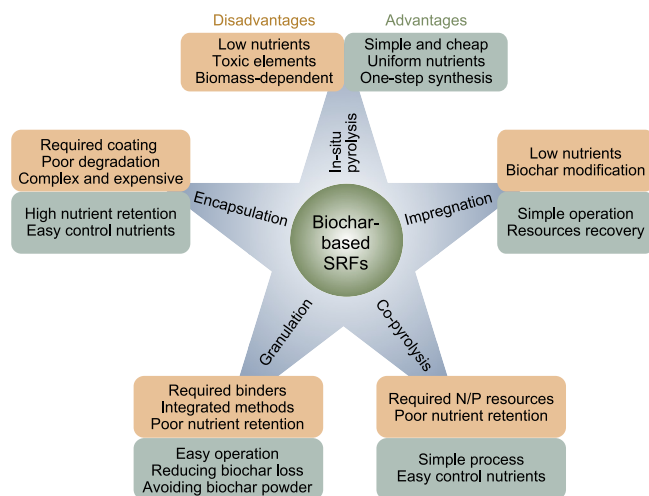 Disadvantages
Advantages
Low nutrients
Toxic elements
Biomass-dependent
Simple and cheap
Uniform nutrients
One-step synthesis
In-situ
pyrolysis
Required coating
Poor degradation
Complex and expensive
High nutrient retention
Easy control nutrients
Encapsulation
Impregnation
Low nutrients
Biochar modification
Simple operation
Resources recovery
Biochar-
based
SRFs
Granulation
Co-pyrolysis
Required binders
Integrated methods
Poor nutrient retention
Easy operation
Reducing biochar loss
Avoiding biochar powder
Required N/P resources
Poor nutrient retention
Simple process
Easy control nutrients